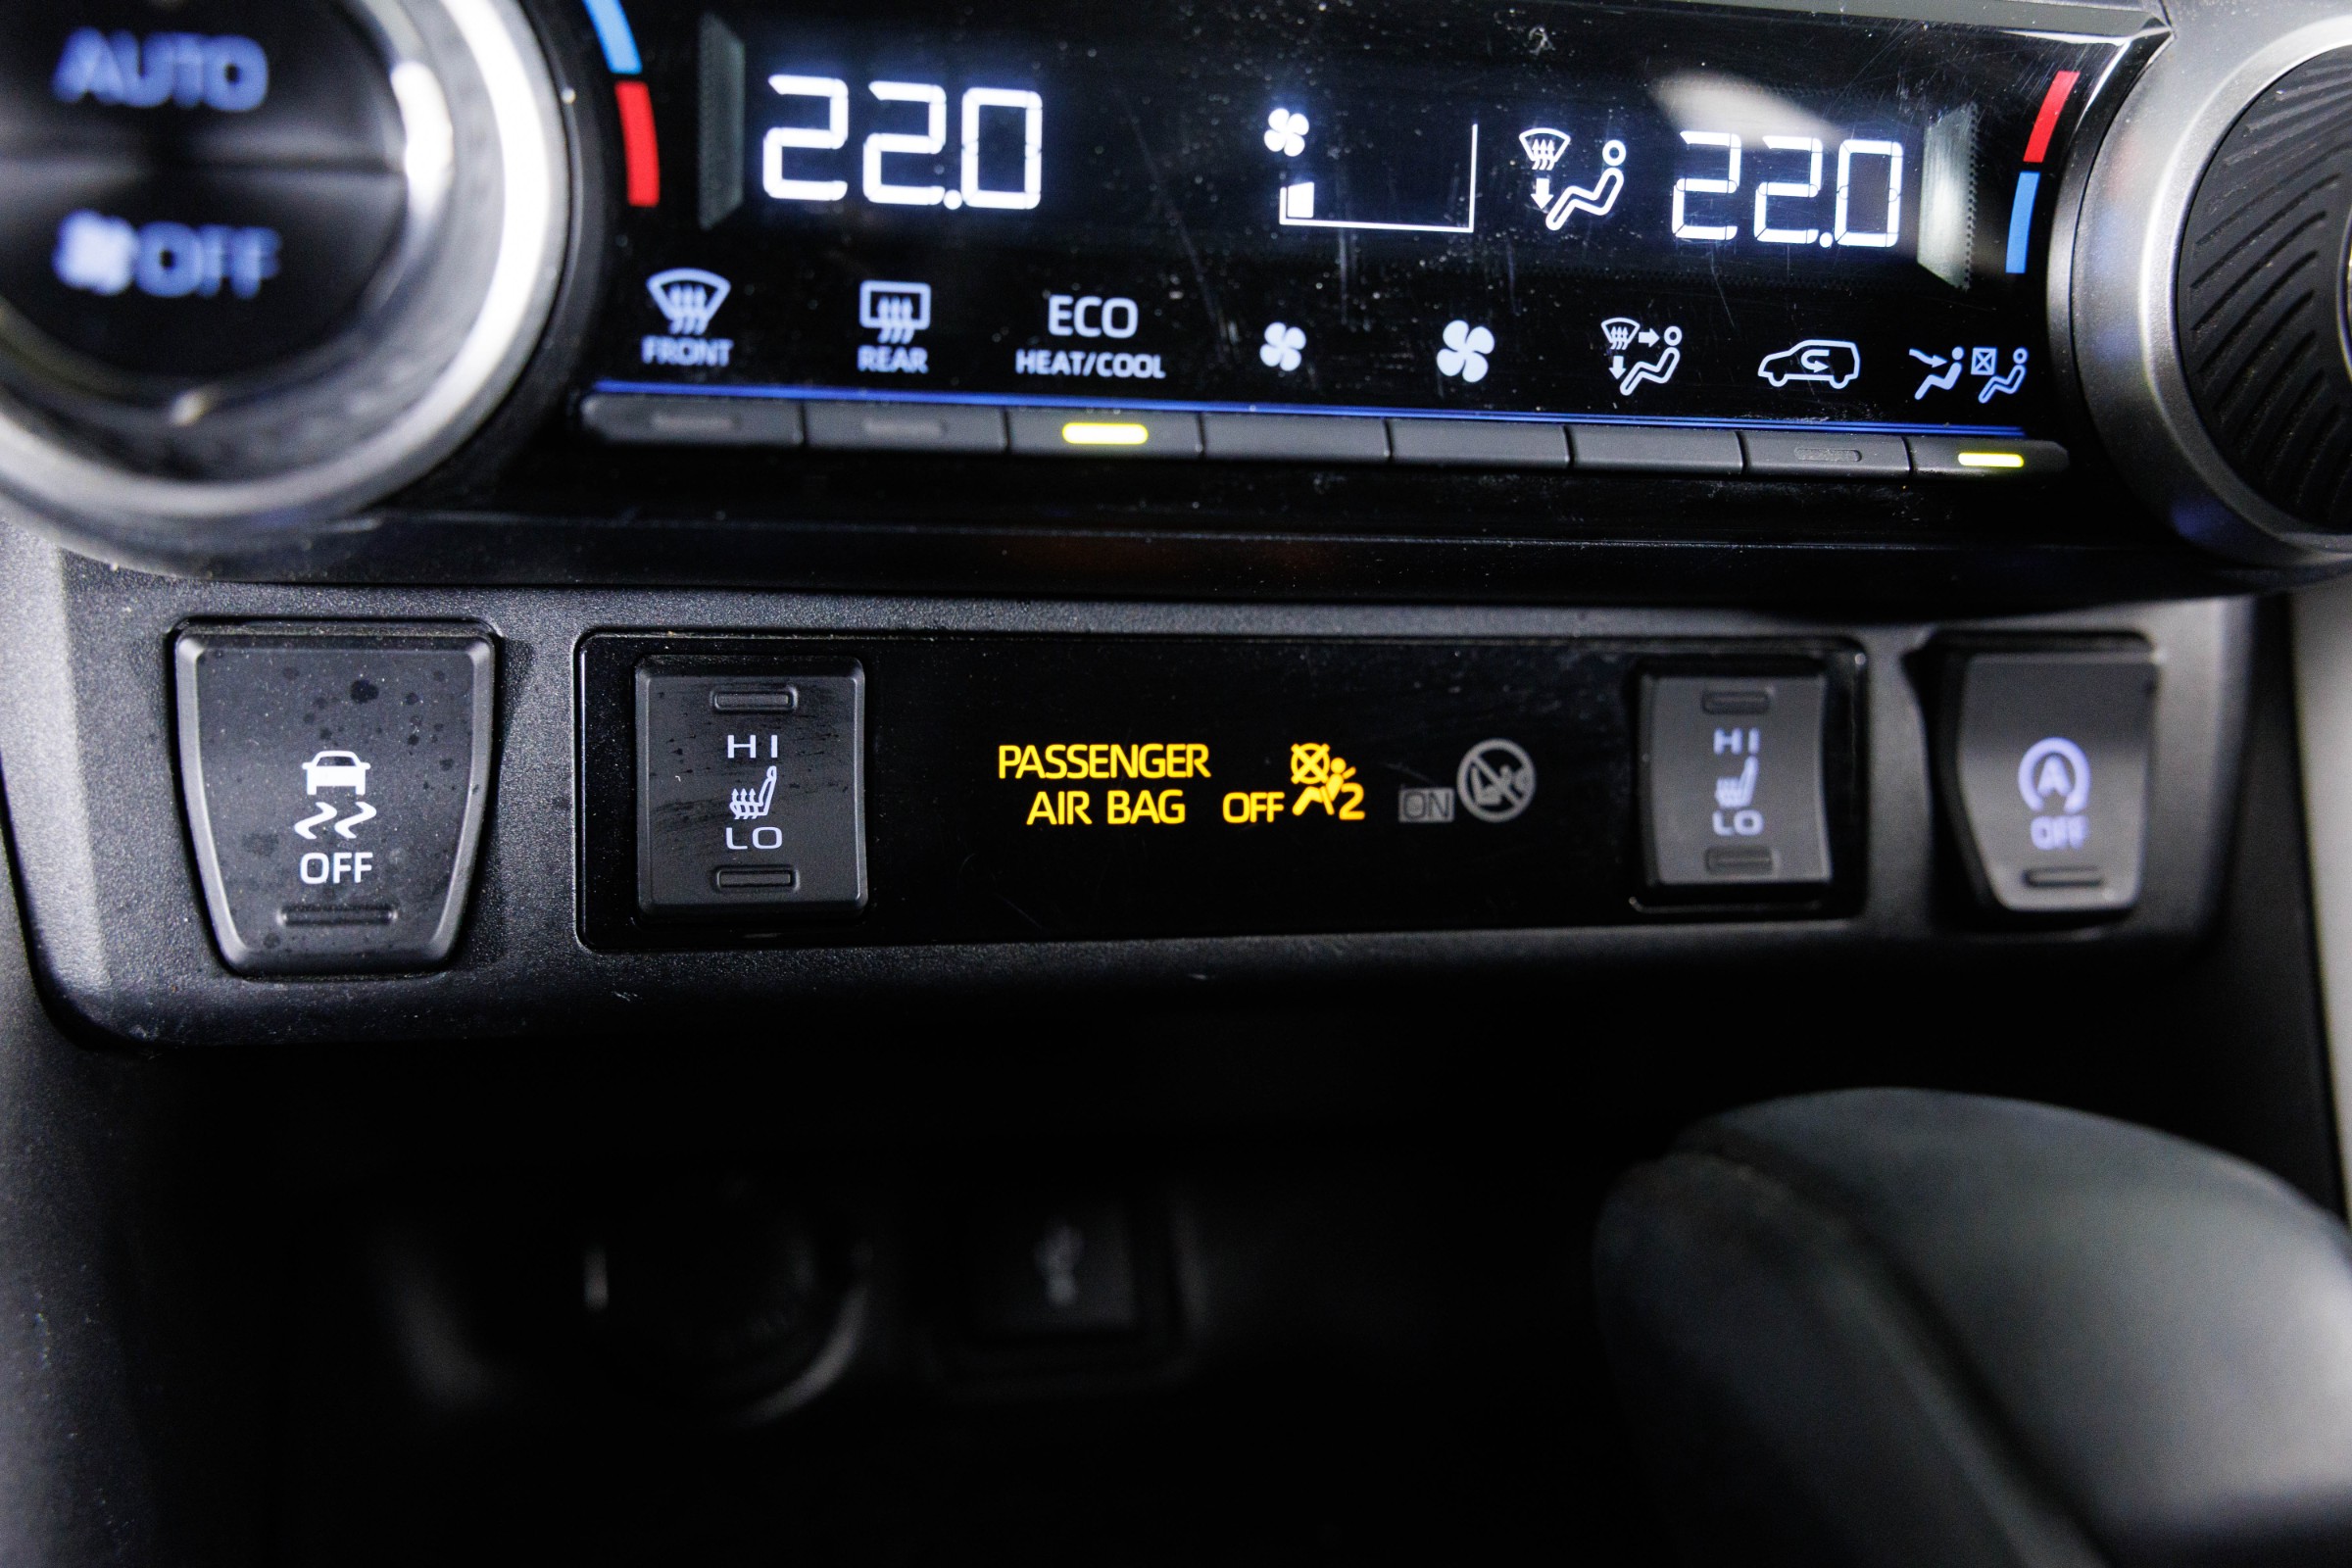 AUTO
OFF
22.0
22.0
FRONT
REAR
ECO
HEAT/COOL
OFF
HI
LO
PASSENGER
AIR BAG OFF 2 ON
HI
LO
A
OFF